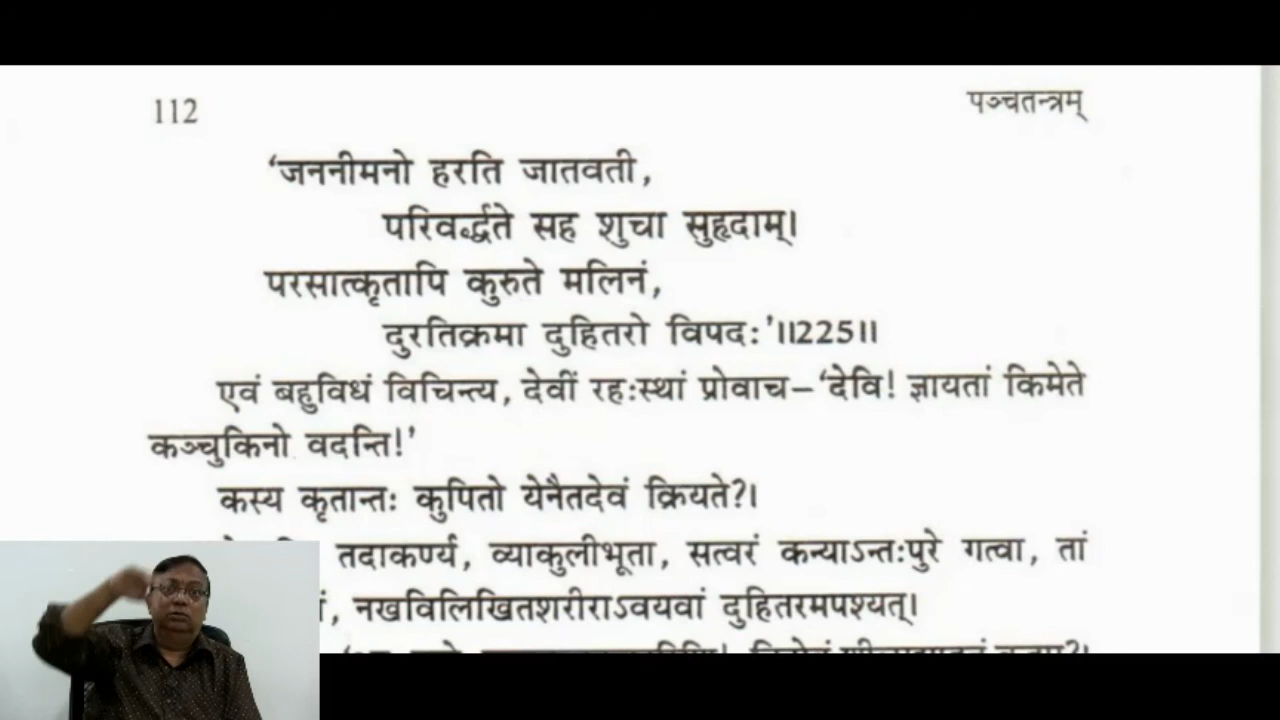 112
पञ्चतन्त्रम्
‘जननीमनो हरति जातवती,
परिवर्द्धते सह शुचा सुहृदाम्।
परसात्कृतापि कुरुते मलिनं,
दुरतिक्रमा दुहितरो विपदः’।।225।।
एवं बहुविधं विचिन्त्य, देवीं रहःस्थां प्रोवाच–‘देवि! ज्ञायतां किमेते
कञ्चुकिनो वदन्ति!’
कस्य कृतान्तः कुपितो येनैतदेवं क्रियते?।
तदाकर्ण्य, व्याकुलीभूता, सत्वरं कन्याऽन्तःपुरे गत्वा, तां
नखविलिखितशरीराऽवयवां दुहितरमपश्यत्।